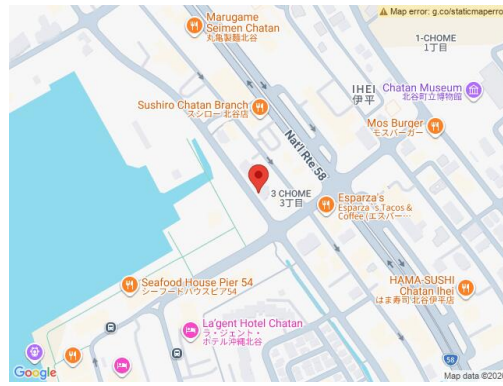 Map error: g.co/staticmaperro
Marugame
Seimen Chatan
丸亀製麺北谷
1-CHOME
1丁目
IHEI
伊平
Chatan Museum
北谷町立博物館
Sushiro Chatan Branch
スシロー 北谷店
Mos Burger
モスバーガー
Nat'l Rte.58
3 CHOME
3丁目
Esparza's
Esparza's Tacos &
Coffee (エスパー…
Seafood House Pier 54
シーフードハウスピア54
HAMA-SUSHI
Chatan Ihei
はま寿司 北谷伊平店
La'gent Hotel Chatan
ラ・ジェント・
ホテル沖縄北谷
58
Google
Map data ©202